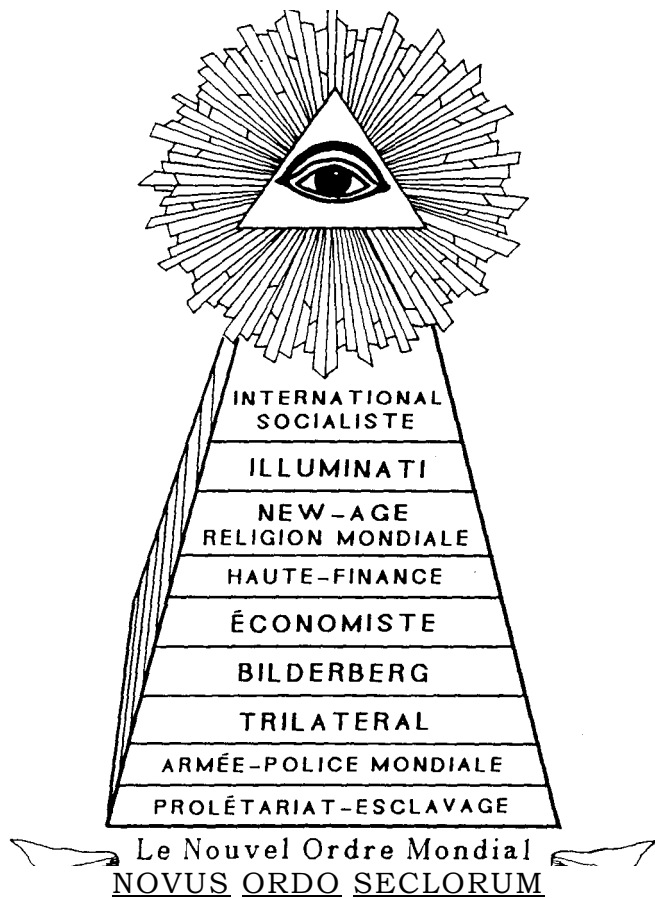 INTERNATIONAL
SOCIALISTE
ILLUMINATI
NEW-AGE
RELIGION MONDIALE
HAUTE-FINANCE
ÉCONOMISTE
BILDERBERG
TRILATERAL
ARMÉE-POLICE MONDIALE
PROLÉTARIAT-ESCLAVAGE
Le Nouvel Ordre Mondial
NOVUS ORDO SECLORUM